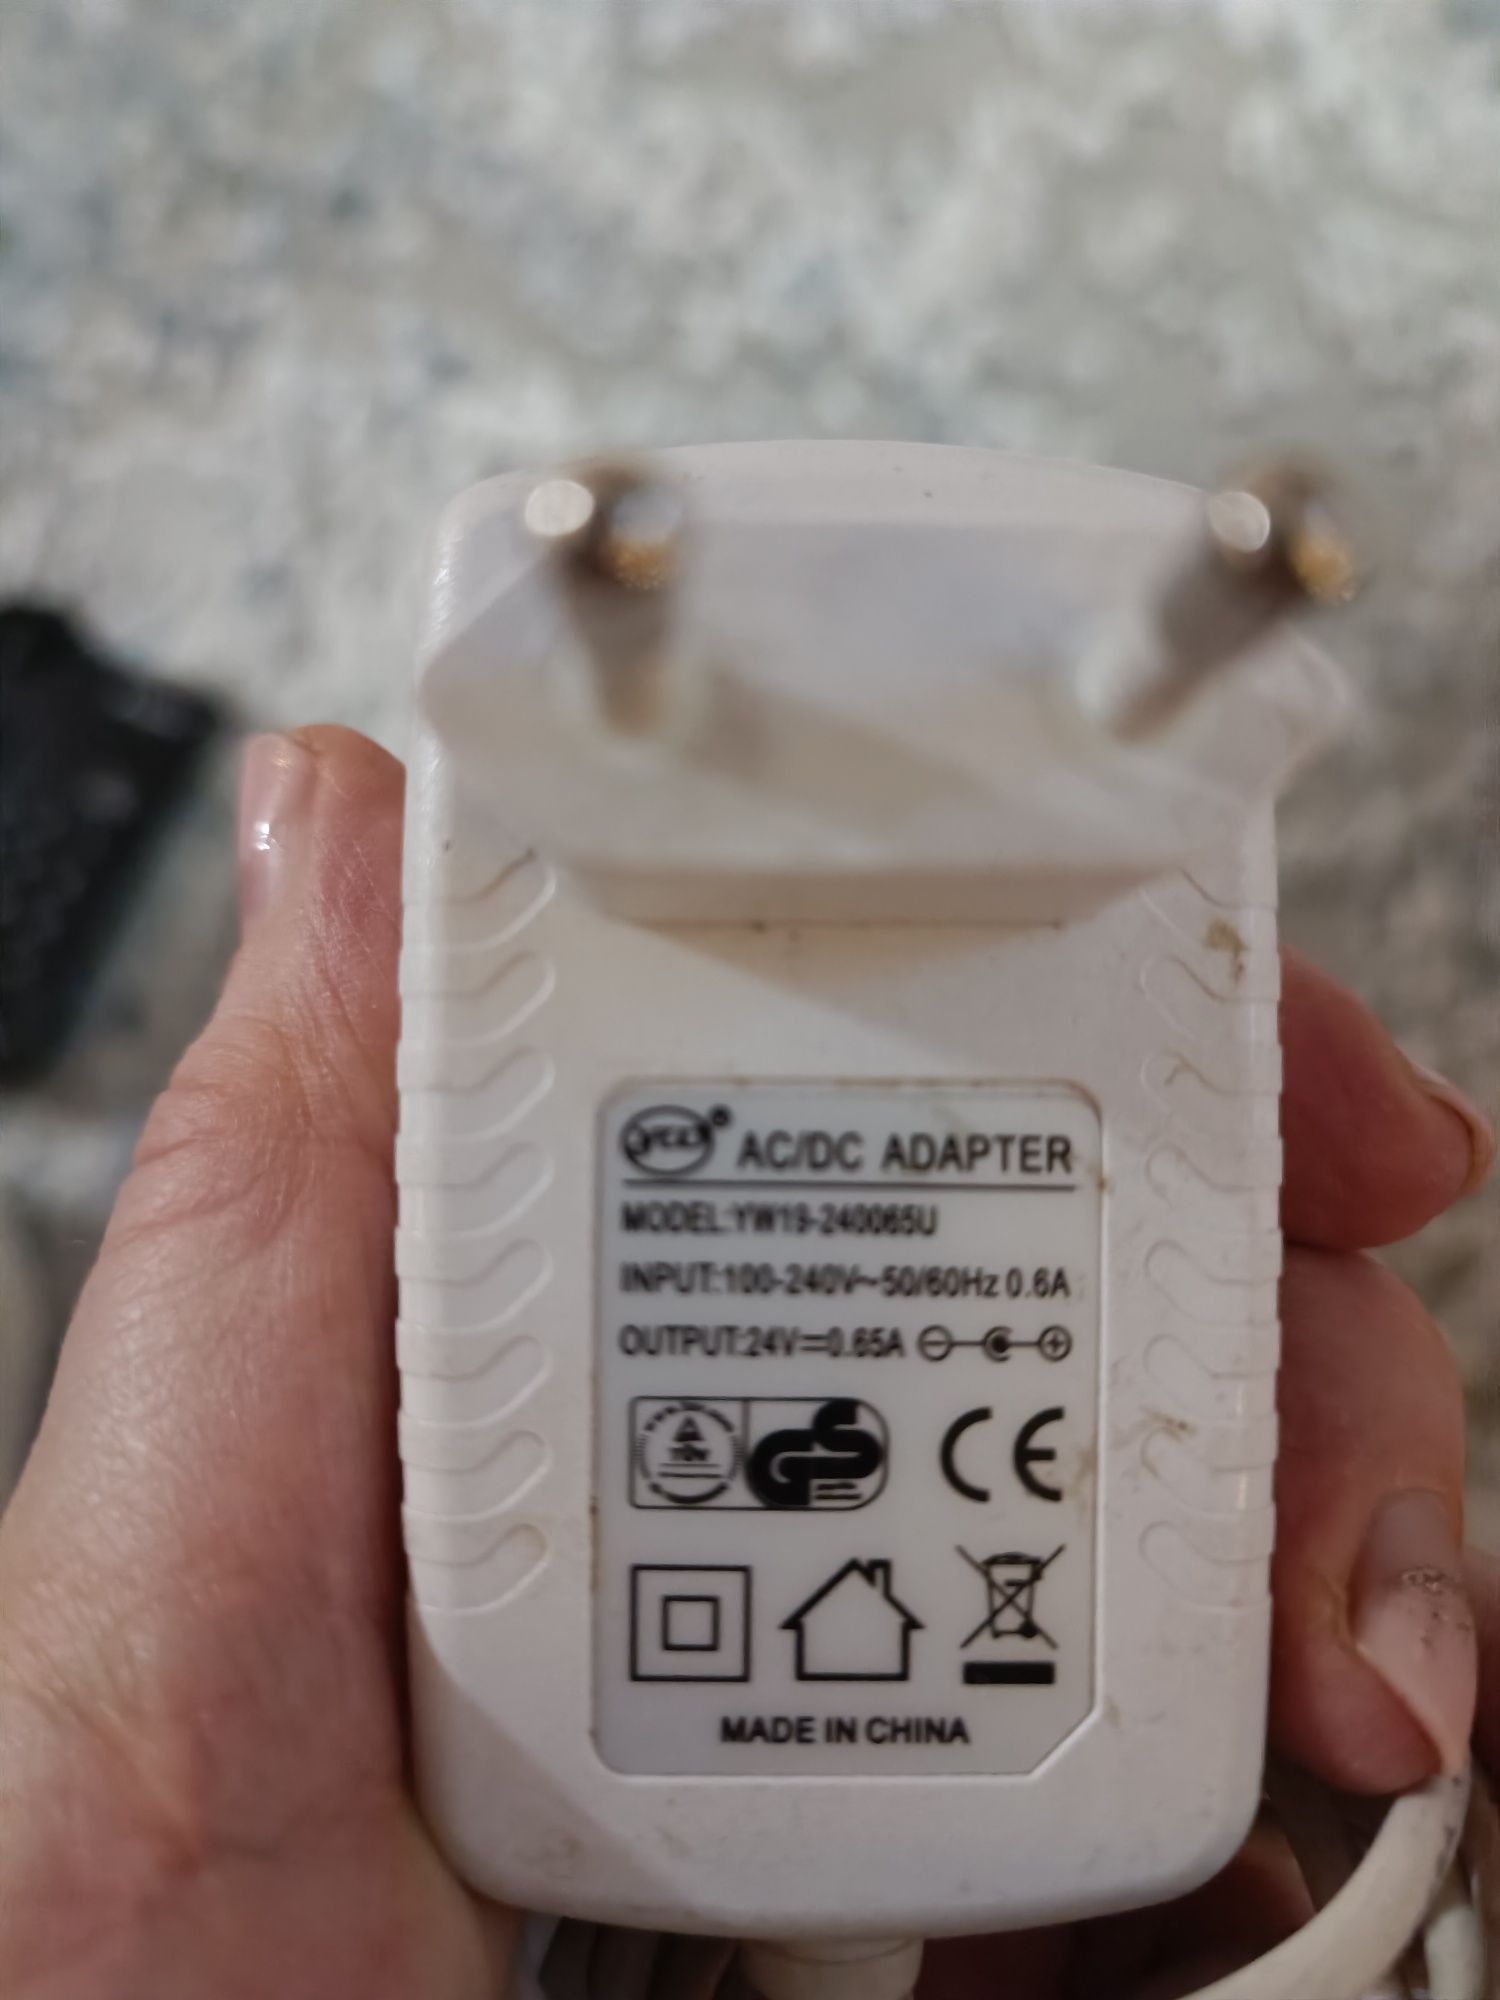 AC/DC ADAPTER
MODEL:YW19-240065U
INPUT:100-240V~50/60Hz 0.6A
OUTPUT:24V⎓0.65A
TÜV
CE
MADE IN CHINA